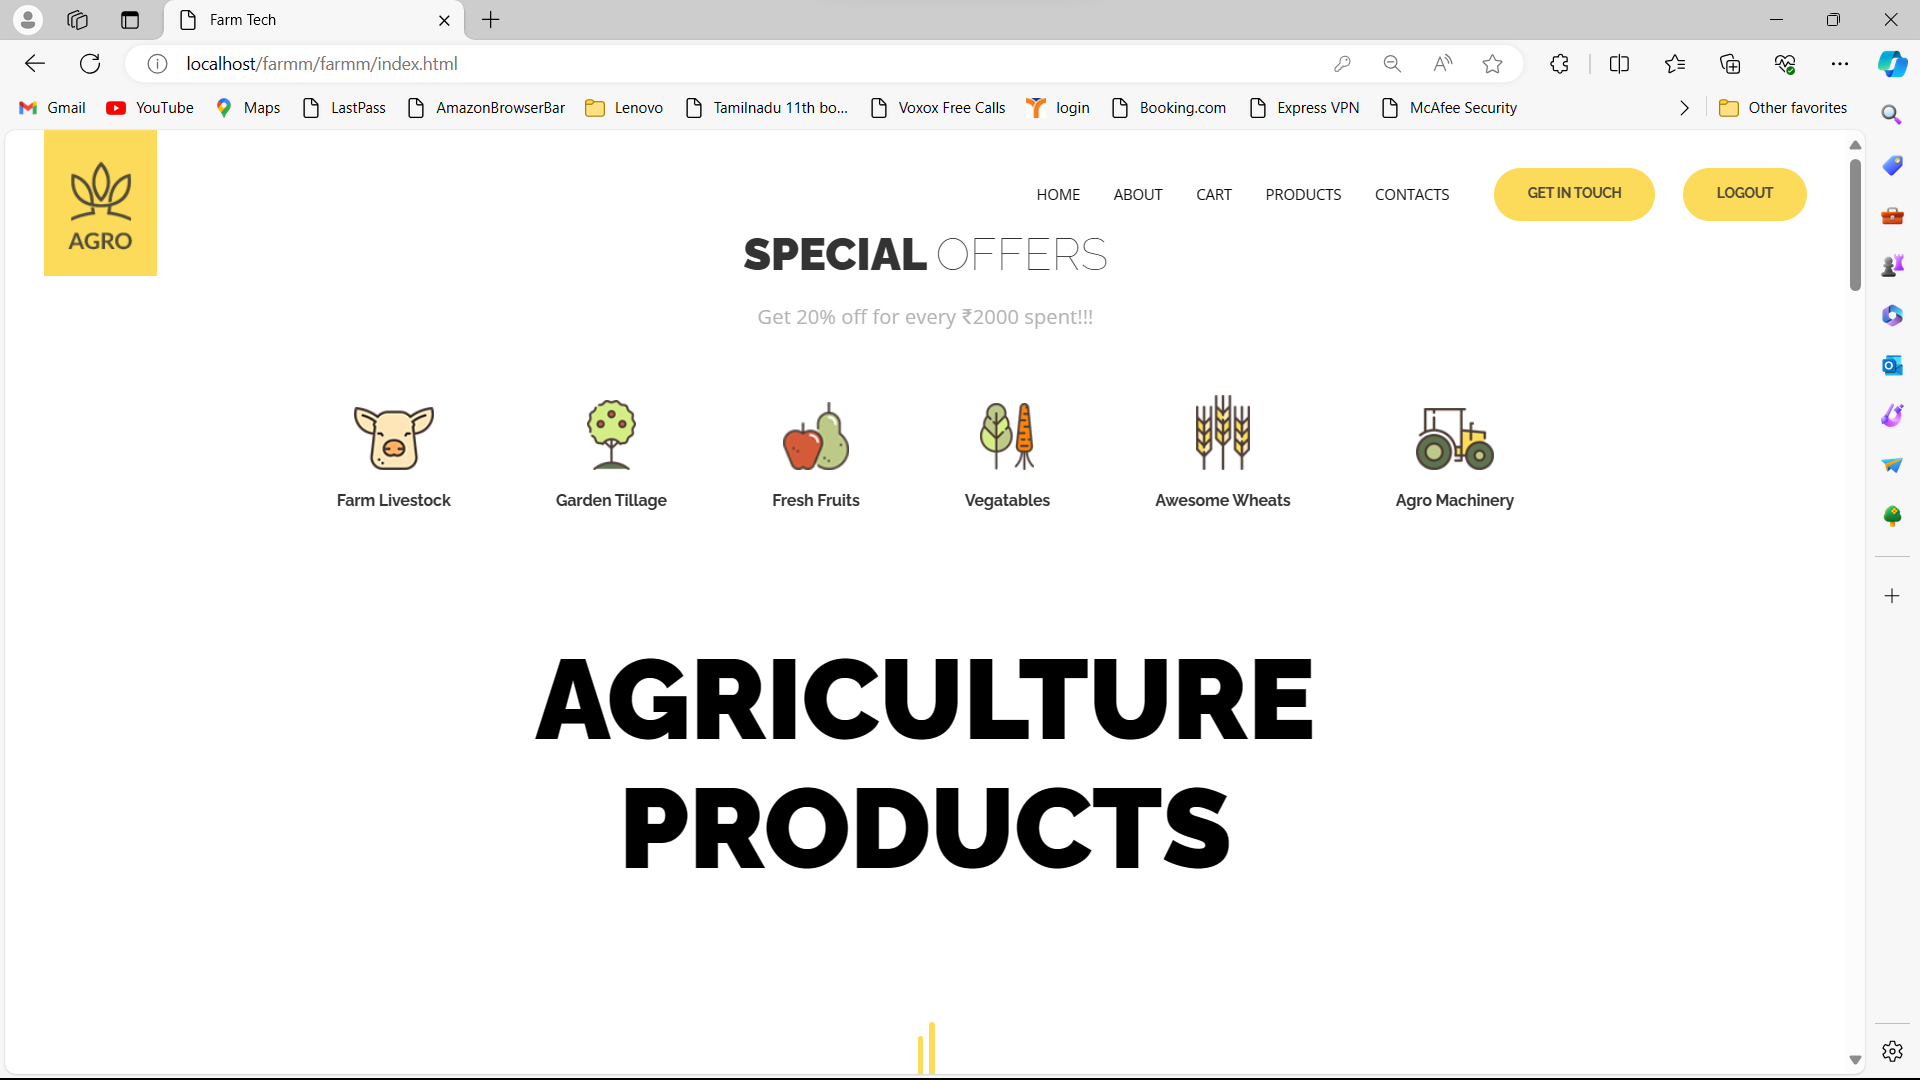 Farm Tech
localhost/farmm/farmm/index.html
Gmail YouTube Maps LastPass AmazonBrowserBar Lenovo Tamilnadu 11th bo... Voxox Free Calls login Booking.com Express VPN McAfee Security Other favorites
AGRO
HOME ABOUT CART PRODUCTS CONTACTS GET IN TOUCH LOGOUT
SPECIAL OFFERS
Get 20% off for every ₹2000 spent!!!
Farm Livestock Garden Tillage Fresh Fruits Vegatables Awesome Wheats Agro Machinery
AGRICULTURE
PRODUCTS